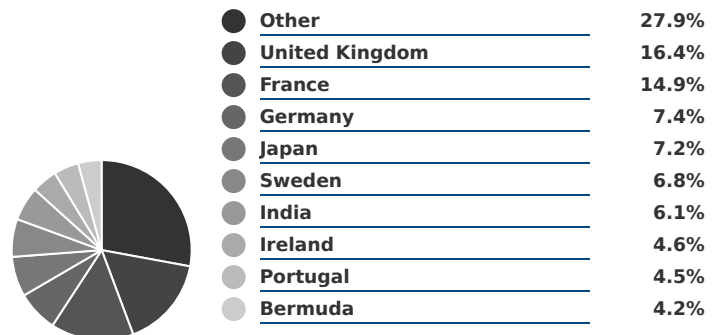 Other 27.9%
United Kingdom 16.4%
France 14.9%
Germany 7.4%
Japan 7.2%
Sweden 6.8%
India 6.1%
Ireland 4.6%
Portugal 4.5%
Bermuda 4.2%